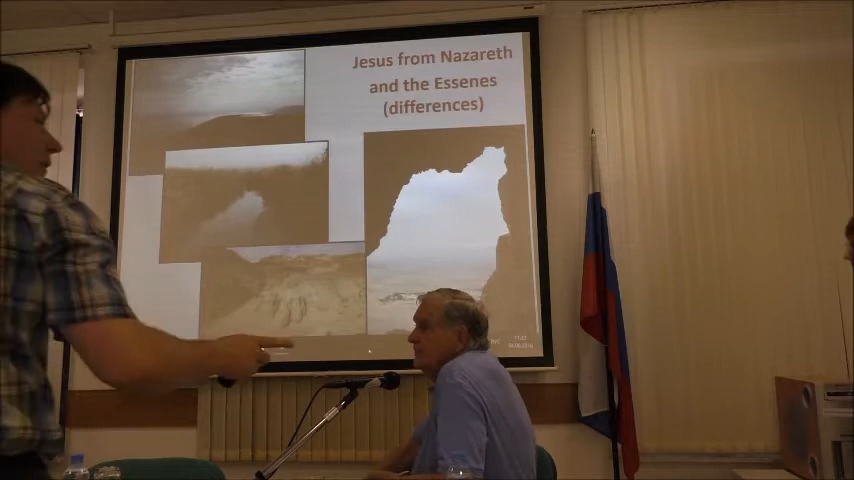 Jesus from Nazareth
and the Essenes
(differences)